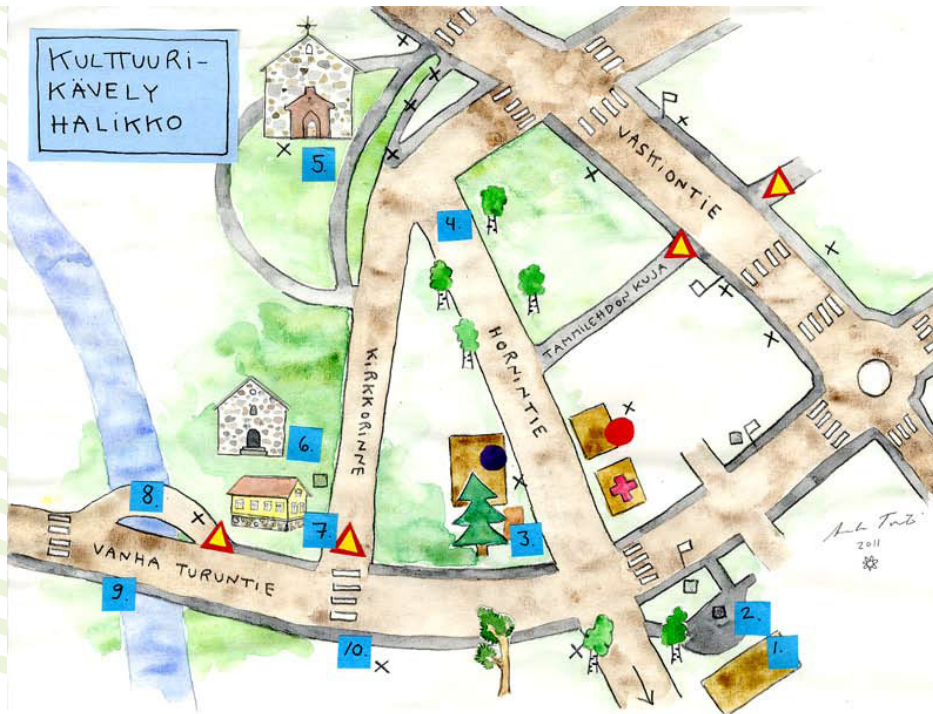 KULTTUURI-
KÄVELY
HALIKKO
5.
VASKIONTIE
4.
TAMMILEHDON KUJA
HORNINTIE
KIRKKORINNE
6.
8.
7.
3.
2011
VANHA TURUNTIE
9.
2.
1.
10.